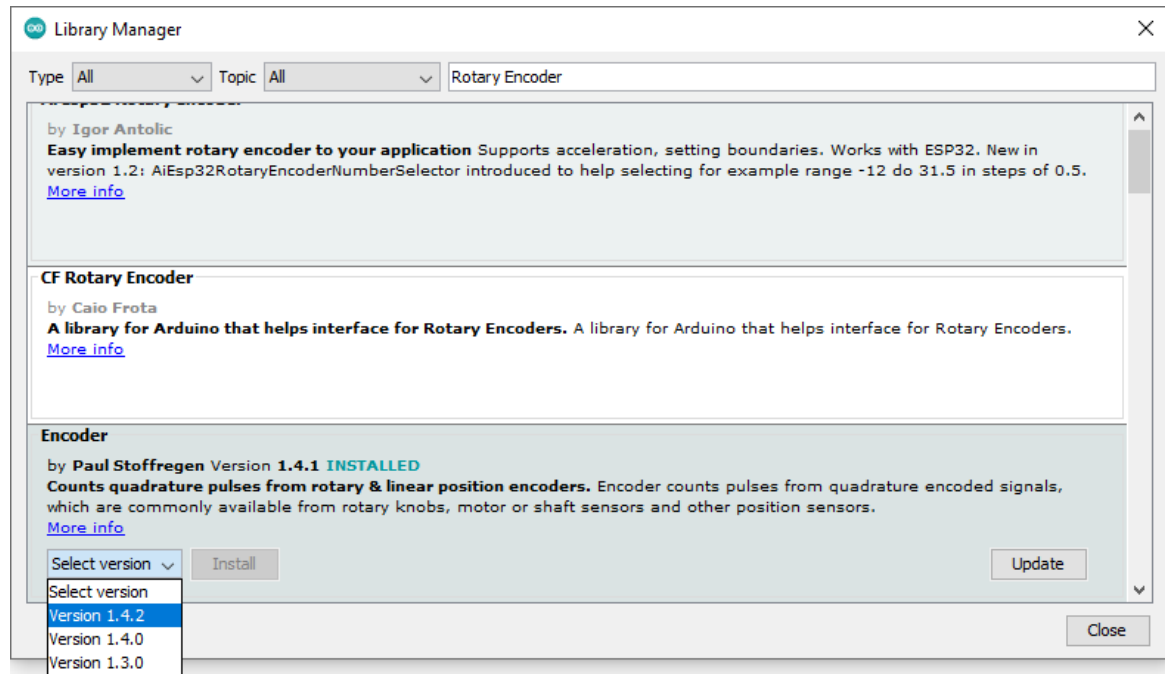 Library Manager
Type All Topic All Rotary Encoder
by Igor Antolic
Easy implement rotary encoder to your application Supports acceleration, setting boundaries. Works with ESP32. New in
version 1.2: AiEsp32RotaryEncoderNumberSelector introduced to help selecting for example range -12 do 31.5 in steps of 0.5.
More info
CF Rotary Encoder
by Caio Frota
A library for Arduino that helps interface for Rotary Encoders. A library for Arduino that helps interface for Rotary Encoders.
More info
Encoder
by Paul Stoffregen Version 1.4.1 INSTALLED
Counts quadrature pulses from rotary & linear position encoders. Encoder counts pulses from quadrature encoded signals,
which are commonly available from rotary knobs, motor or shaft sensors and other position sensors.
More info
Select version Install Update
Select version
Version 1.4.2
Version 1.4.0
Version 1.3.0
Close